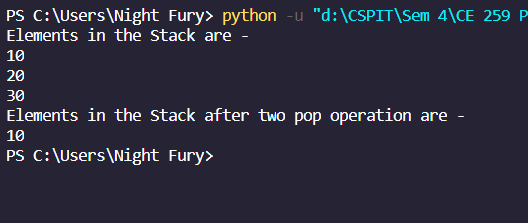 PS C:\Users\Night Fury> python -u "d:\CSPIT\Sem 4\CE 259 P
Elements in the Stack are -
10
20
30
Elements in the Stack after two pop operation are -
10
PS C:\Users\Night Fury>